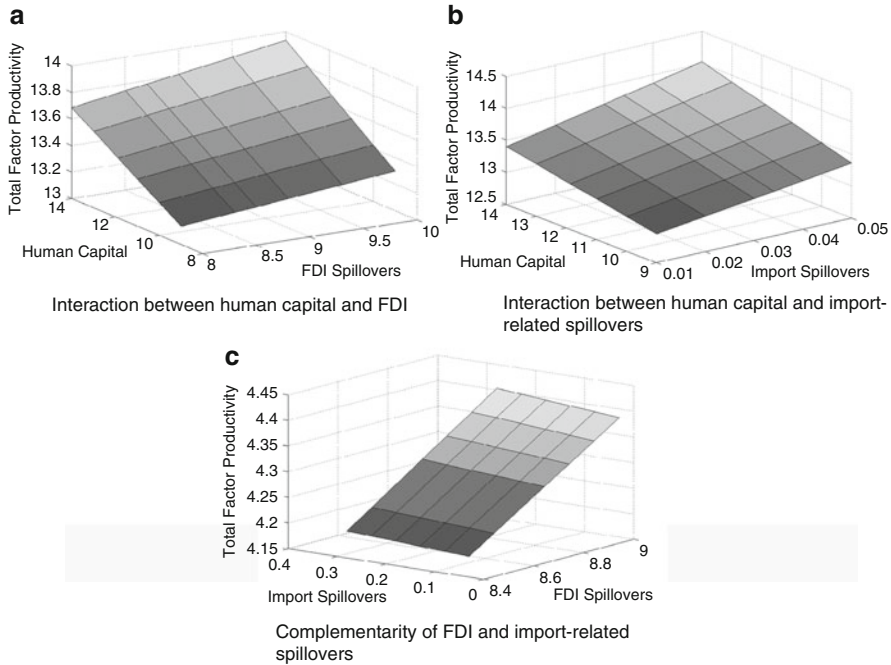 a
Total Factor Productivity
14
13.8
13.6
13.4
13.2
13
14
12
10
8
Human Capital
8
8.5
9
9.5
10
FDI Spillovers
Interaction between human capital and FDI
b
Total Factor Productivity
14.5
14
13.5
13
12.5
14
13
12
11
10
9
Human Capital
0.01
0.02
0.03
0.04
0.05
Import Spillovers
Interaction between human capital and import-
related spillovers
c
Total Factor Productivity
4.45
4.4
4.35
4.3
4.25
4.2
4.15
0.4
0.3
0.2
0.1
0
Import Spillovers
8.4
8.6
8.8
9
FDI Spillovers
Complementarity of FDI and import-related
spillovers